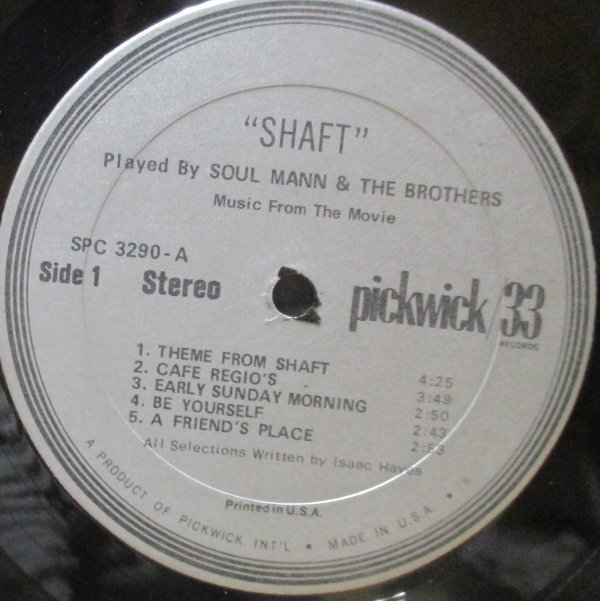 "SHAFT"
Played By SOUL MANN & THE BROTHERS
Music From The Movie
SPC 3290-A
Side 1 Stereo
pickwick/33
RECORDS
1. THEME FROM SHAFT 4:25
2. CAFE REGIO'S 3:49
3. EARLY SUNDAY MORNING 2:50
4. BE YOURSELF 2:43
5. A FRIEND'S PLACE 2:53
All Selections Written by Isaac Hayes
Printed in U.S.A.
A PRODUCT OF PICKWICK INT'L • MADE IN U.S.A. • ©